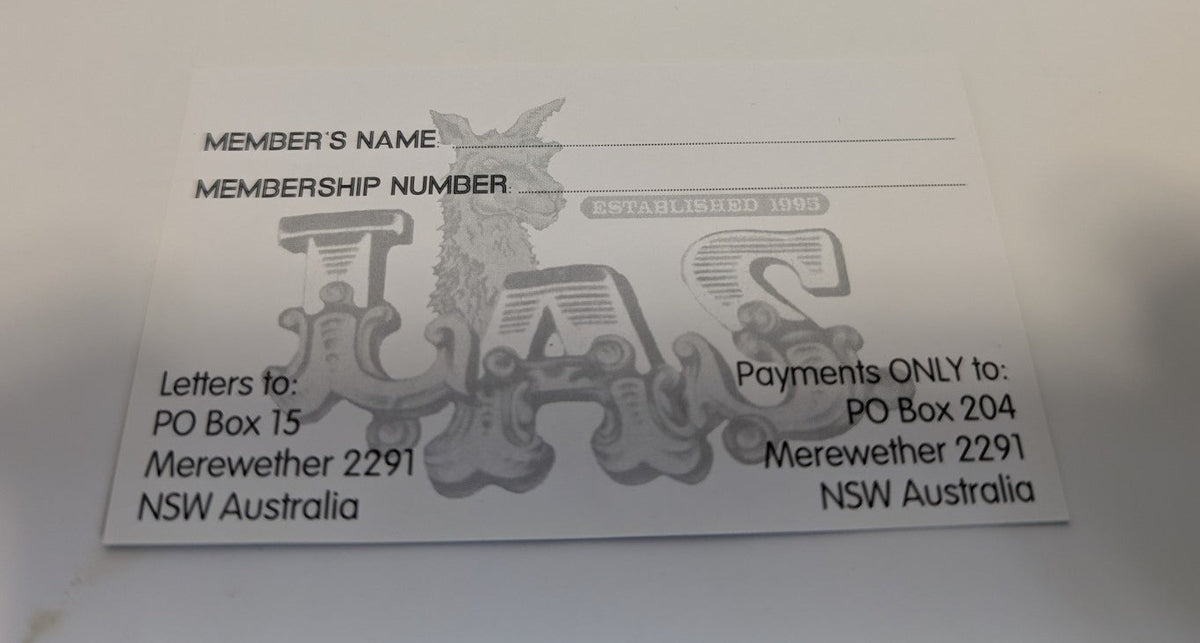 MEMBER'S NAME:
MEMBERSHIP NUMBER:
ESTABLISHED 1995
LAS
Letters to:
PO Box 15
Merewether 2291
NSW Australia
Payments ONLY to:
PO Box 204
Merewether 2291
NSW Australia